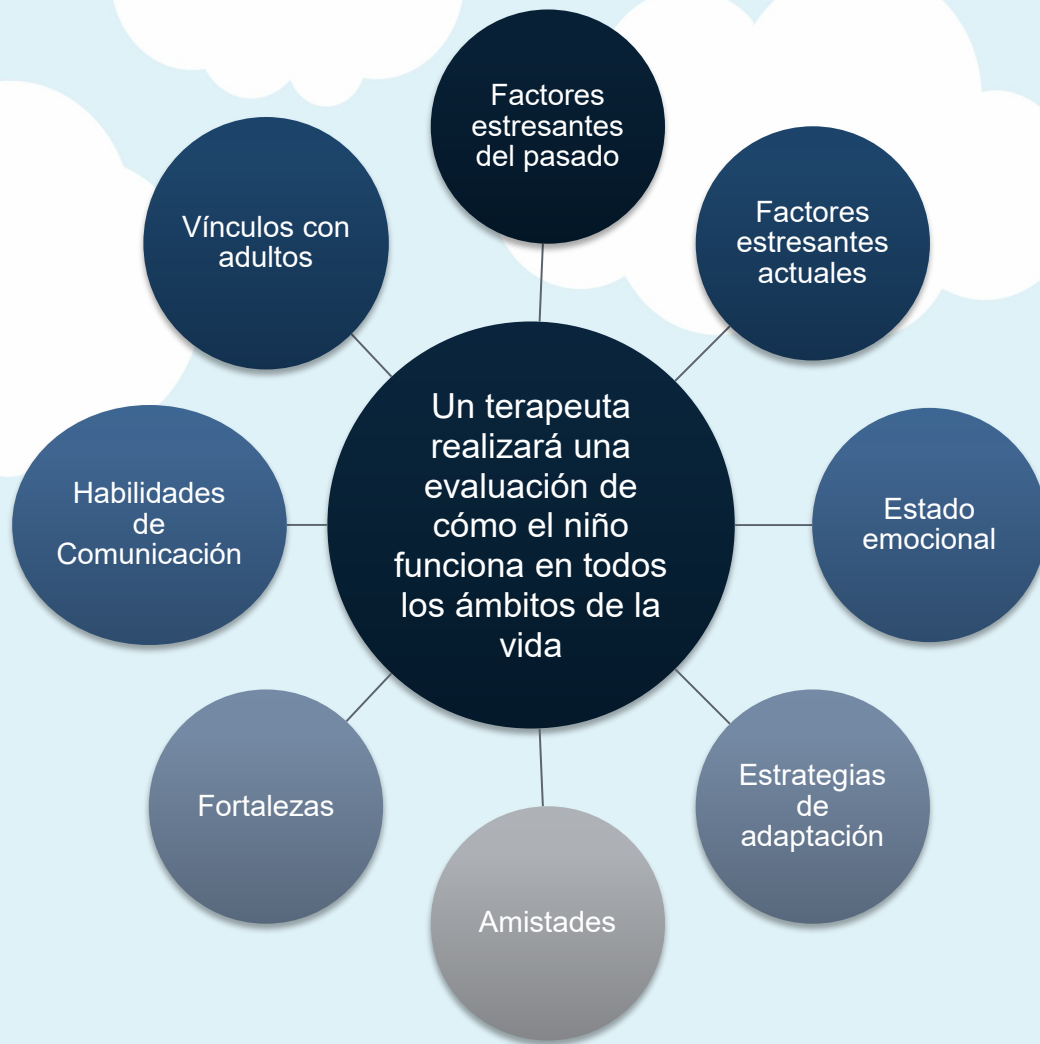 Factores
estresantes
del pasado
Factores
estresantes
actuales
Estado
emocional
Estrategias
de
adaptación
Amistades
Fortalezas
Habilidades
de
Comunicación
Vínculos con
adultos
Un terapeuta
realizará una
evaluación de
cómo el niño
funciona en todos
los ámbitos de la
vida